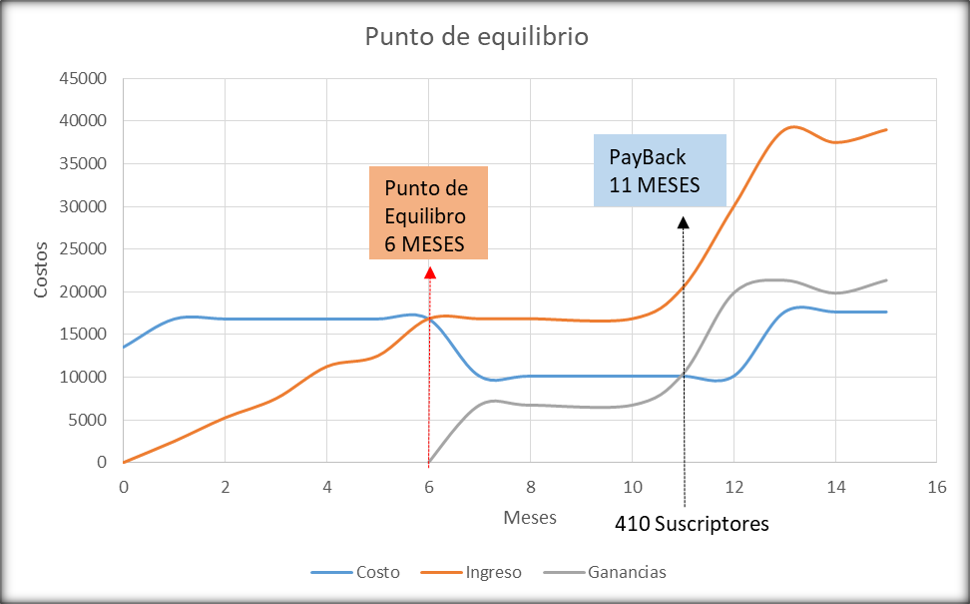 Punto de equilibrio
45000
40000
35000
30000
25000
20000
15000
10000
5000
0
Costos
PayBack
11 MESES
Punto de
Equilibro
6 MESES
0 2 4 6 8 10 12 14 16
Meses
410 Suscriptores
Costo Ingreso Ganancias